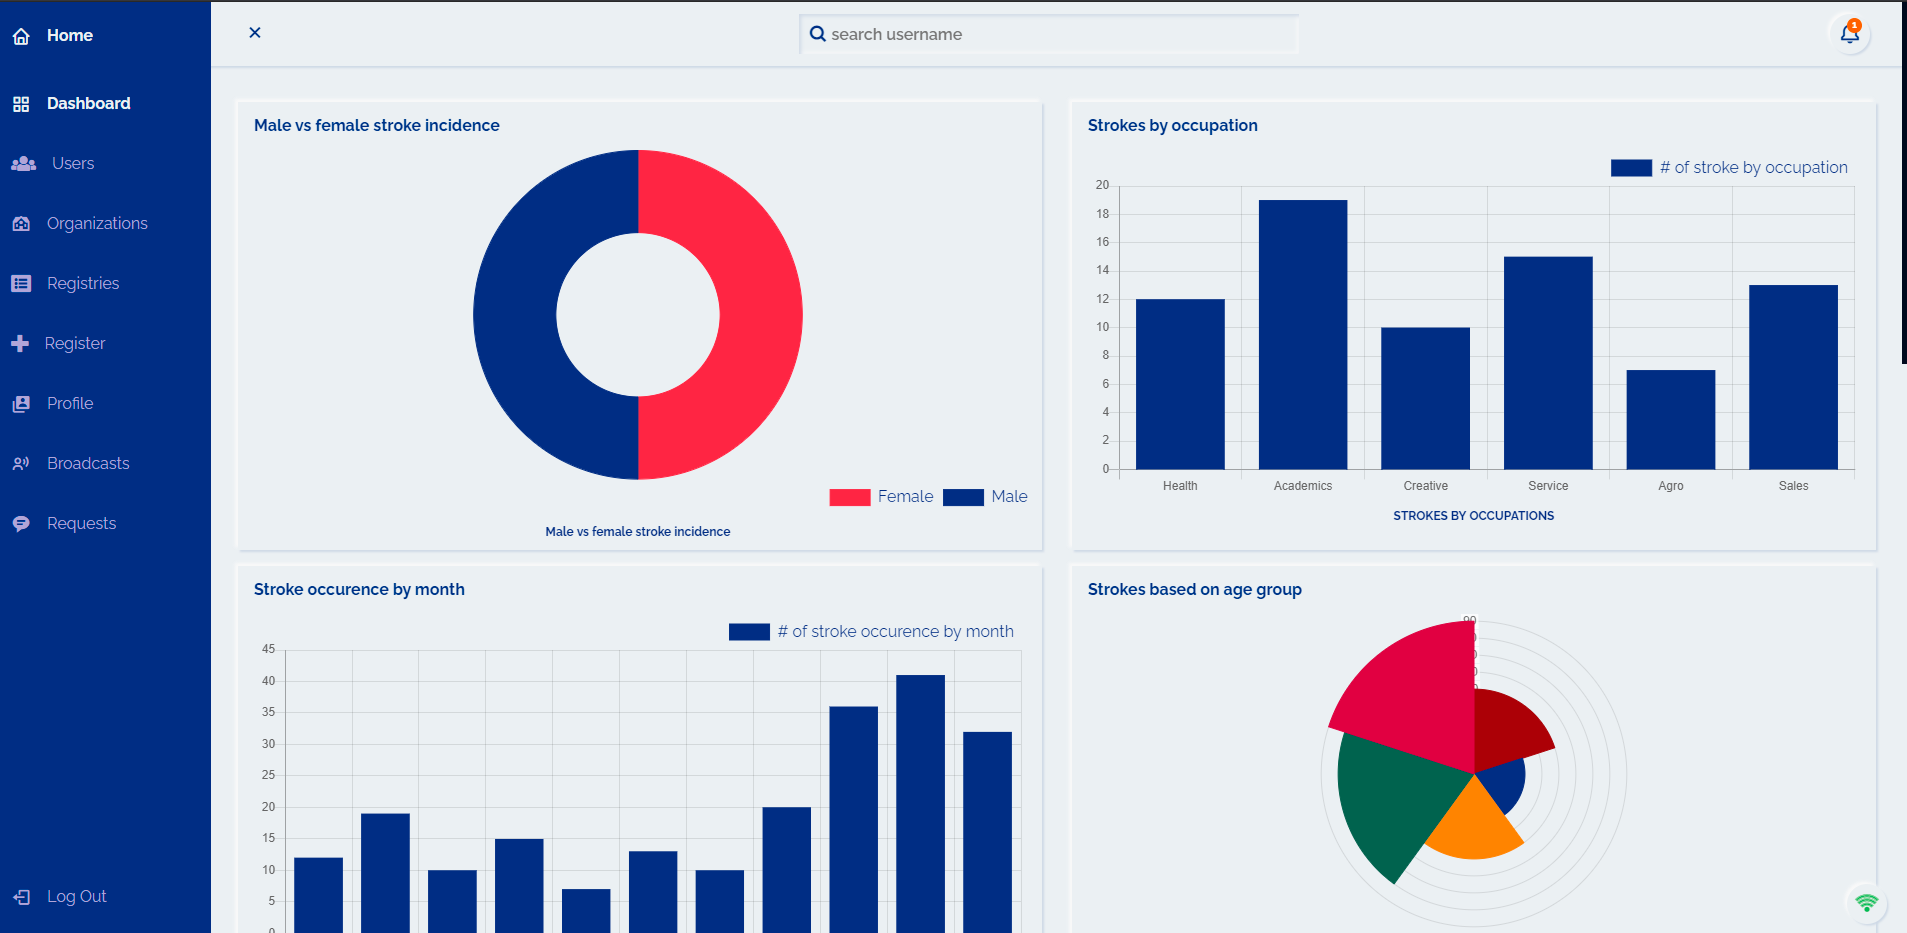 Home
Dashboard
Users
Organizations
Registries
Register
Profile
Broadcasts
Requests
Log Out
search username
1
Male vs female stroke incidence
Female Male
Male vs female stroke incidence
Strokes by occupation
# of stroke by occupation
20
18
16
14
12
10
8
6
4
2
0
Health Academics Creative Service Agro Sales
STROKES BY OCCUPATIONS
Stroke occurence by month
# of stroke occurence by month
45
40
35
30
25
20
15
10
5
Strokes based on age group